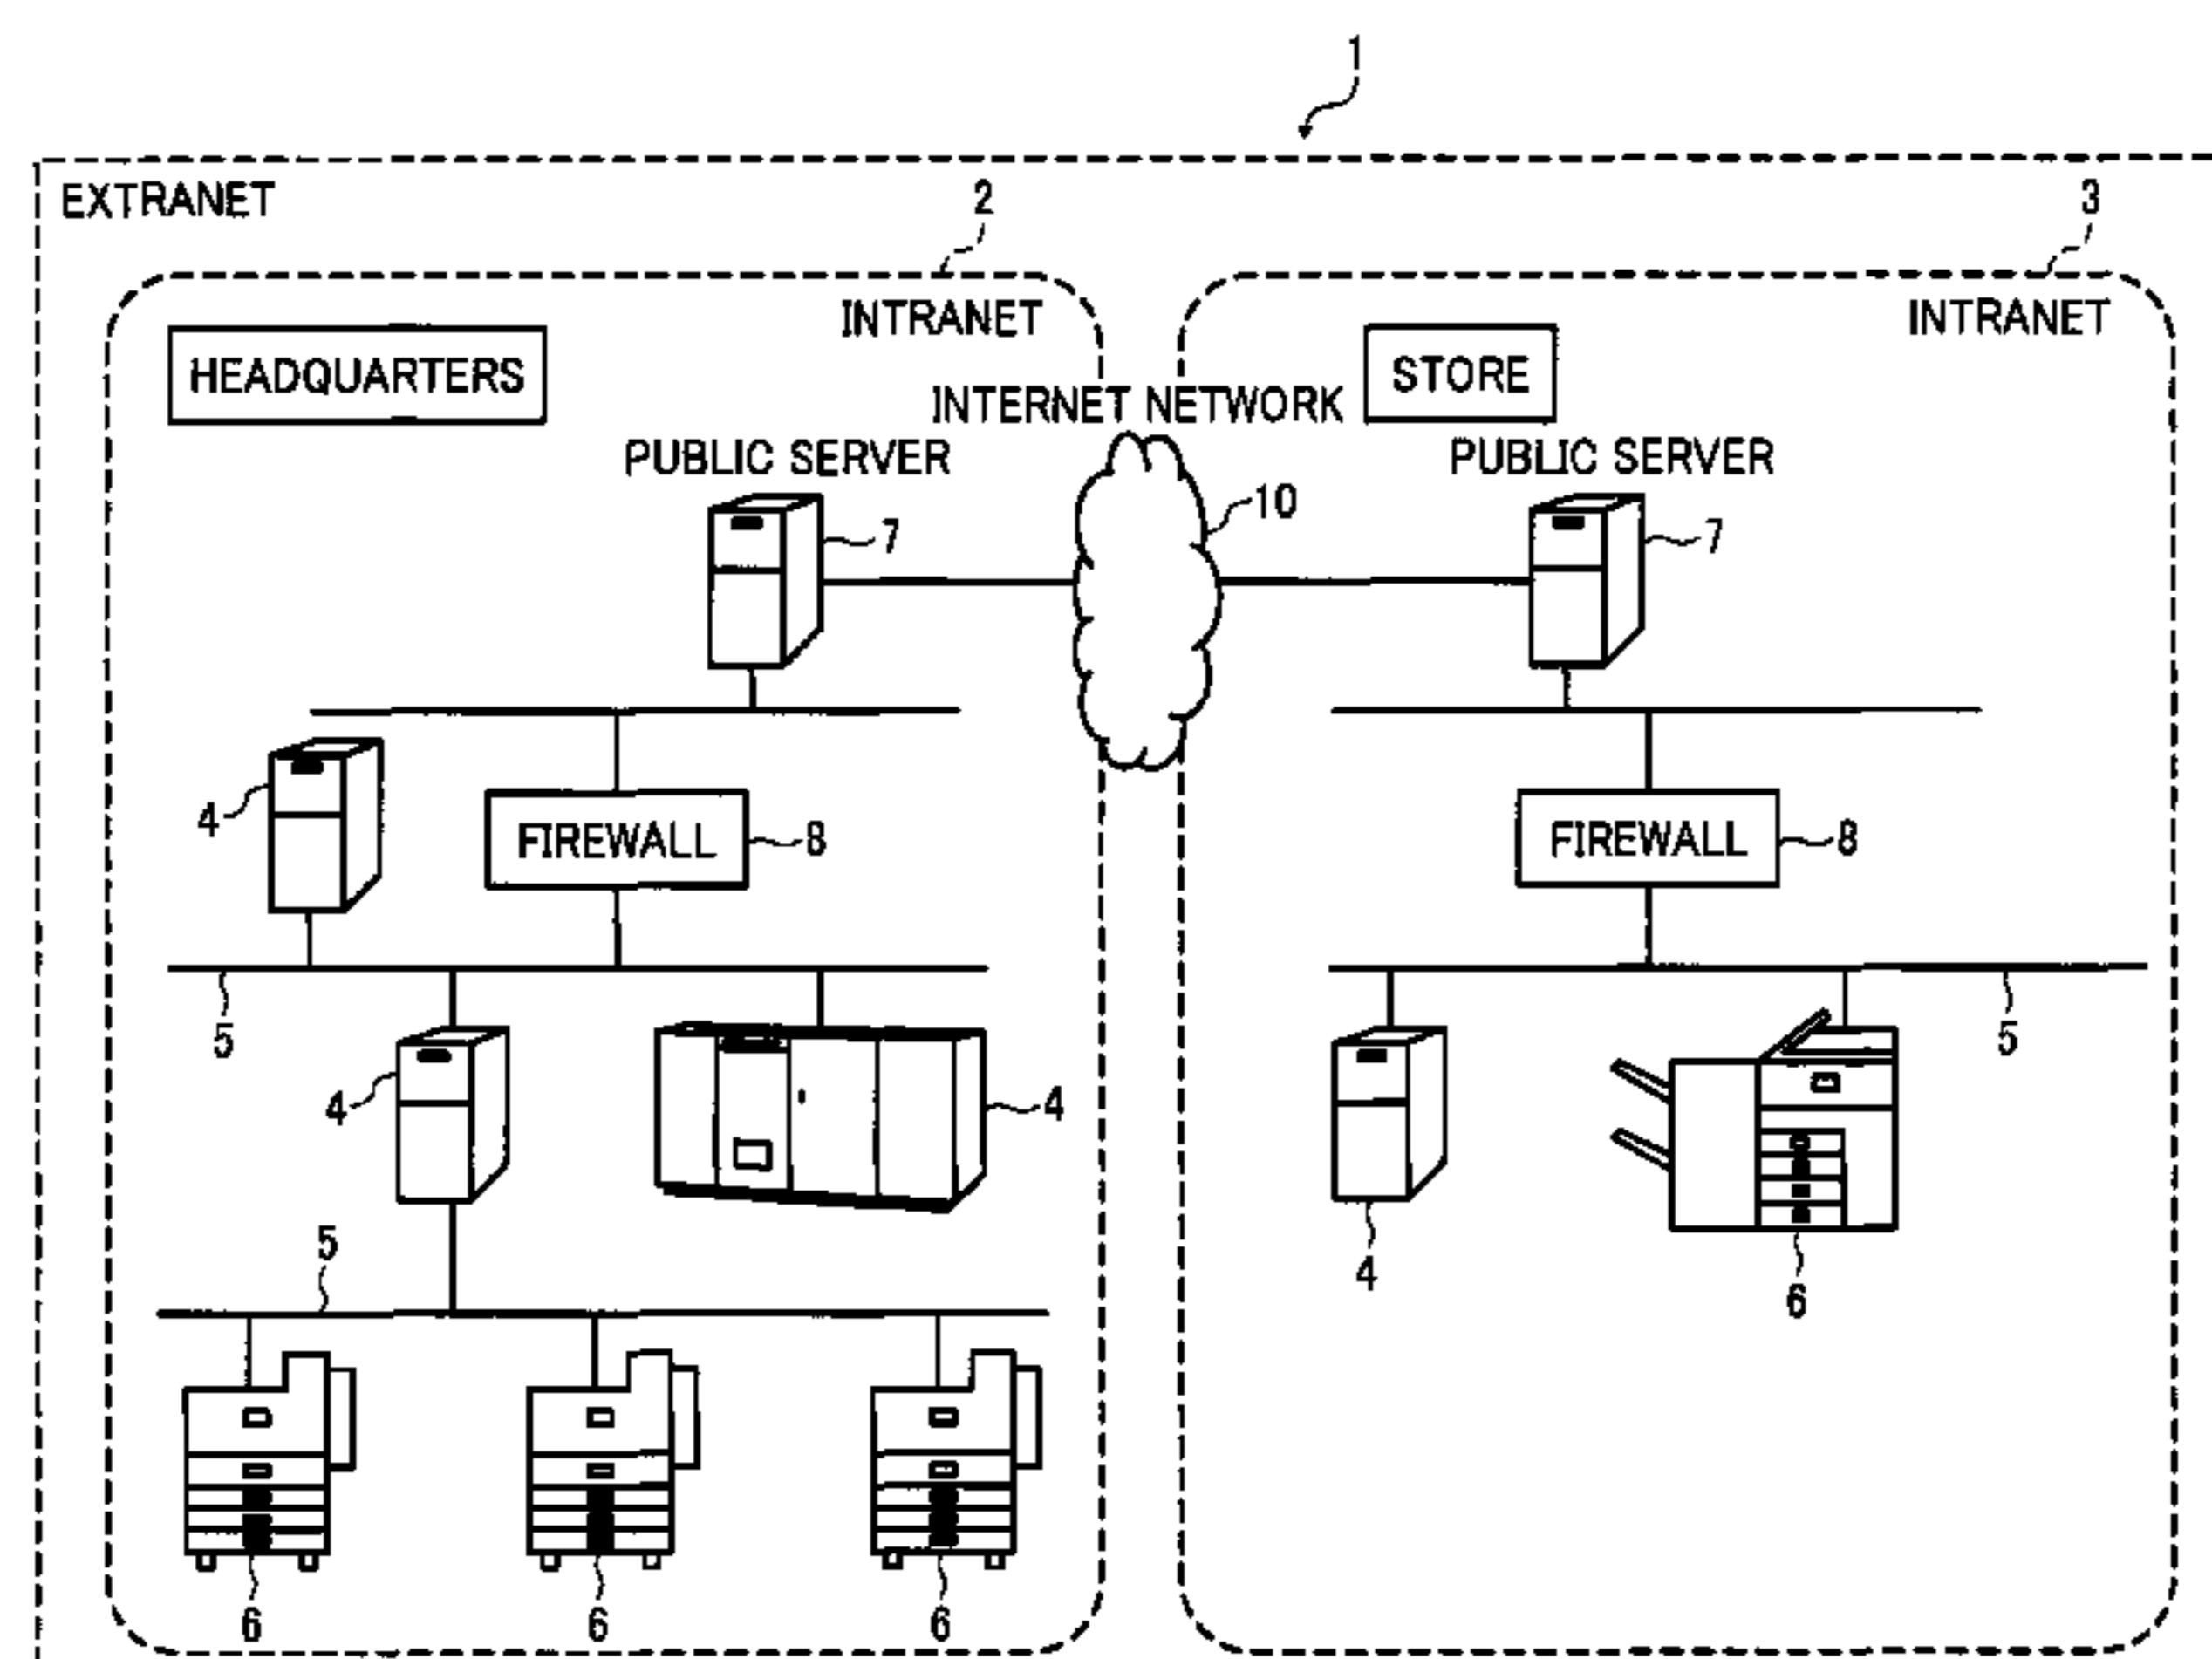 1
EXTRANET
2
3
INTRANET
INTRANET
HEADQUARTERS
STORE
INTERNET NETWORK
PUBLIC SERVER
PUBLIC SERVER
10
7
7
4
FIREWALL
8
FIREWALL
8
5
5
4
4
4
6
5
6
6
6